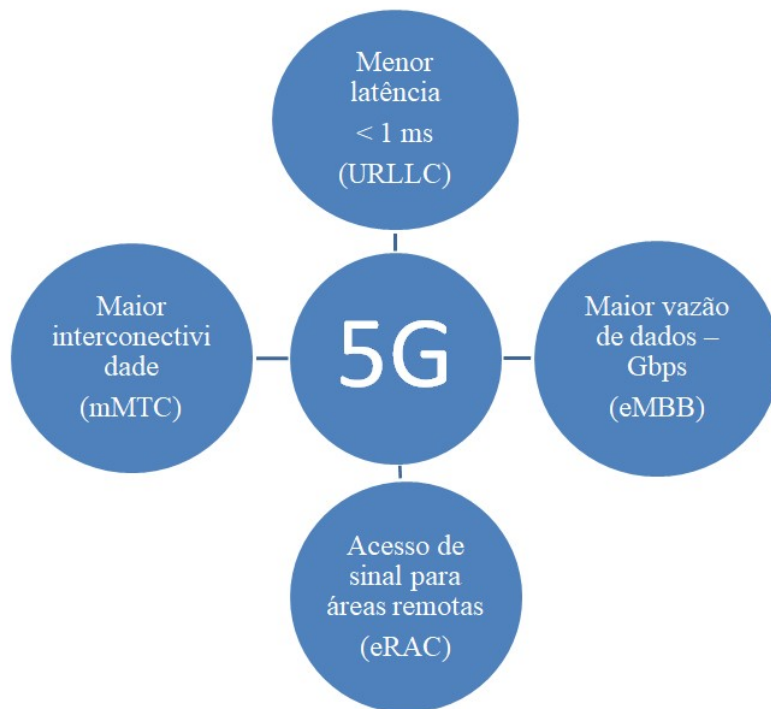 Menor
latência
< 1 ms
(URLLC)
Maior
interconectivi
dade
(mMTC)
5G
Maior vazão
de dados –
Gbps
(eMBB)
Acesso de
sinal para
áreas remotas
(eRAC)